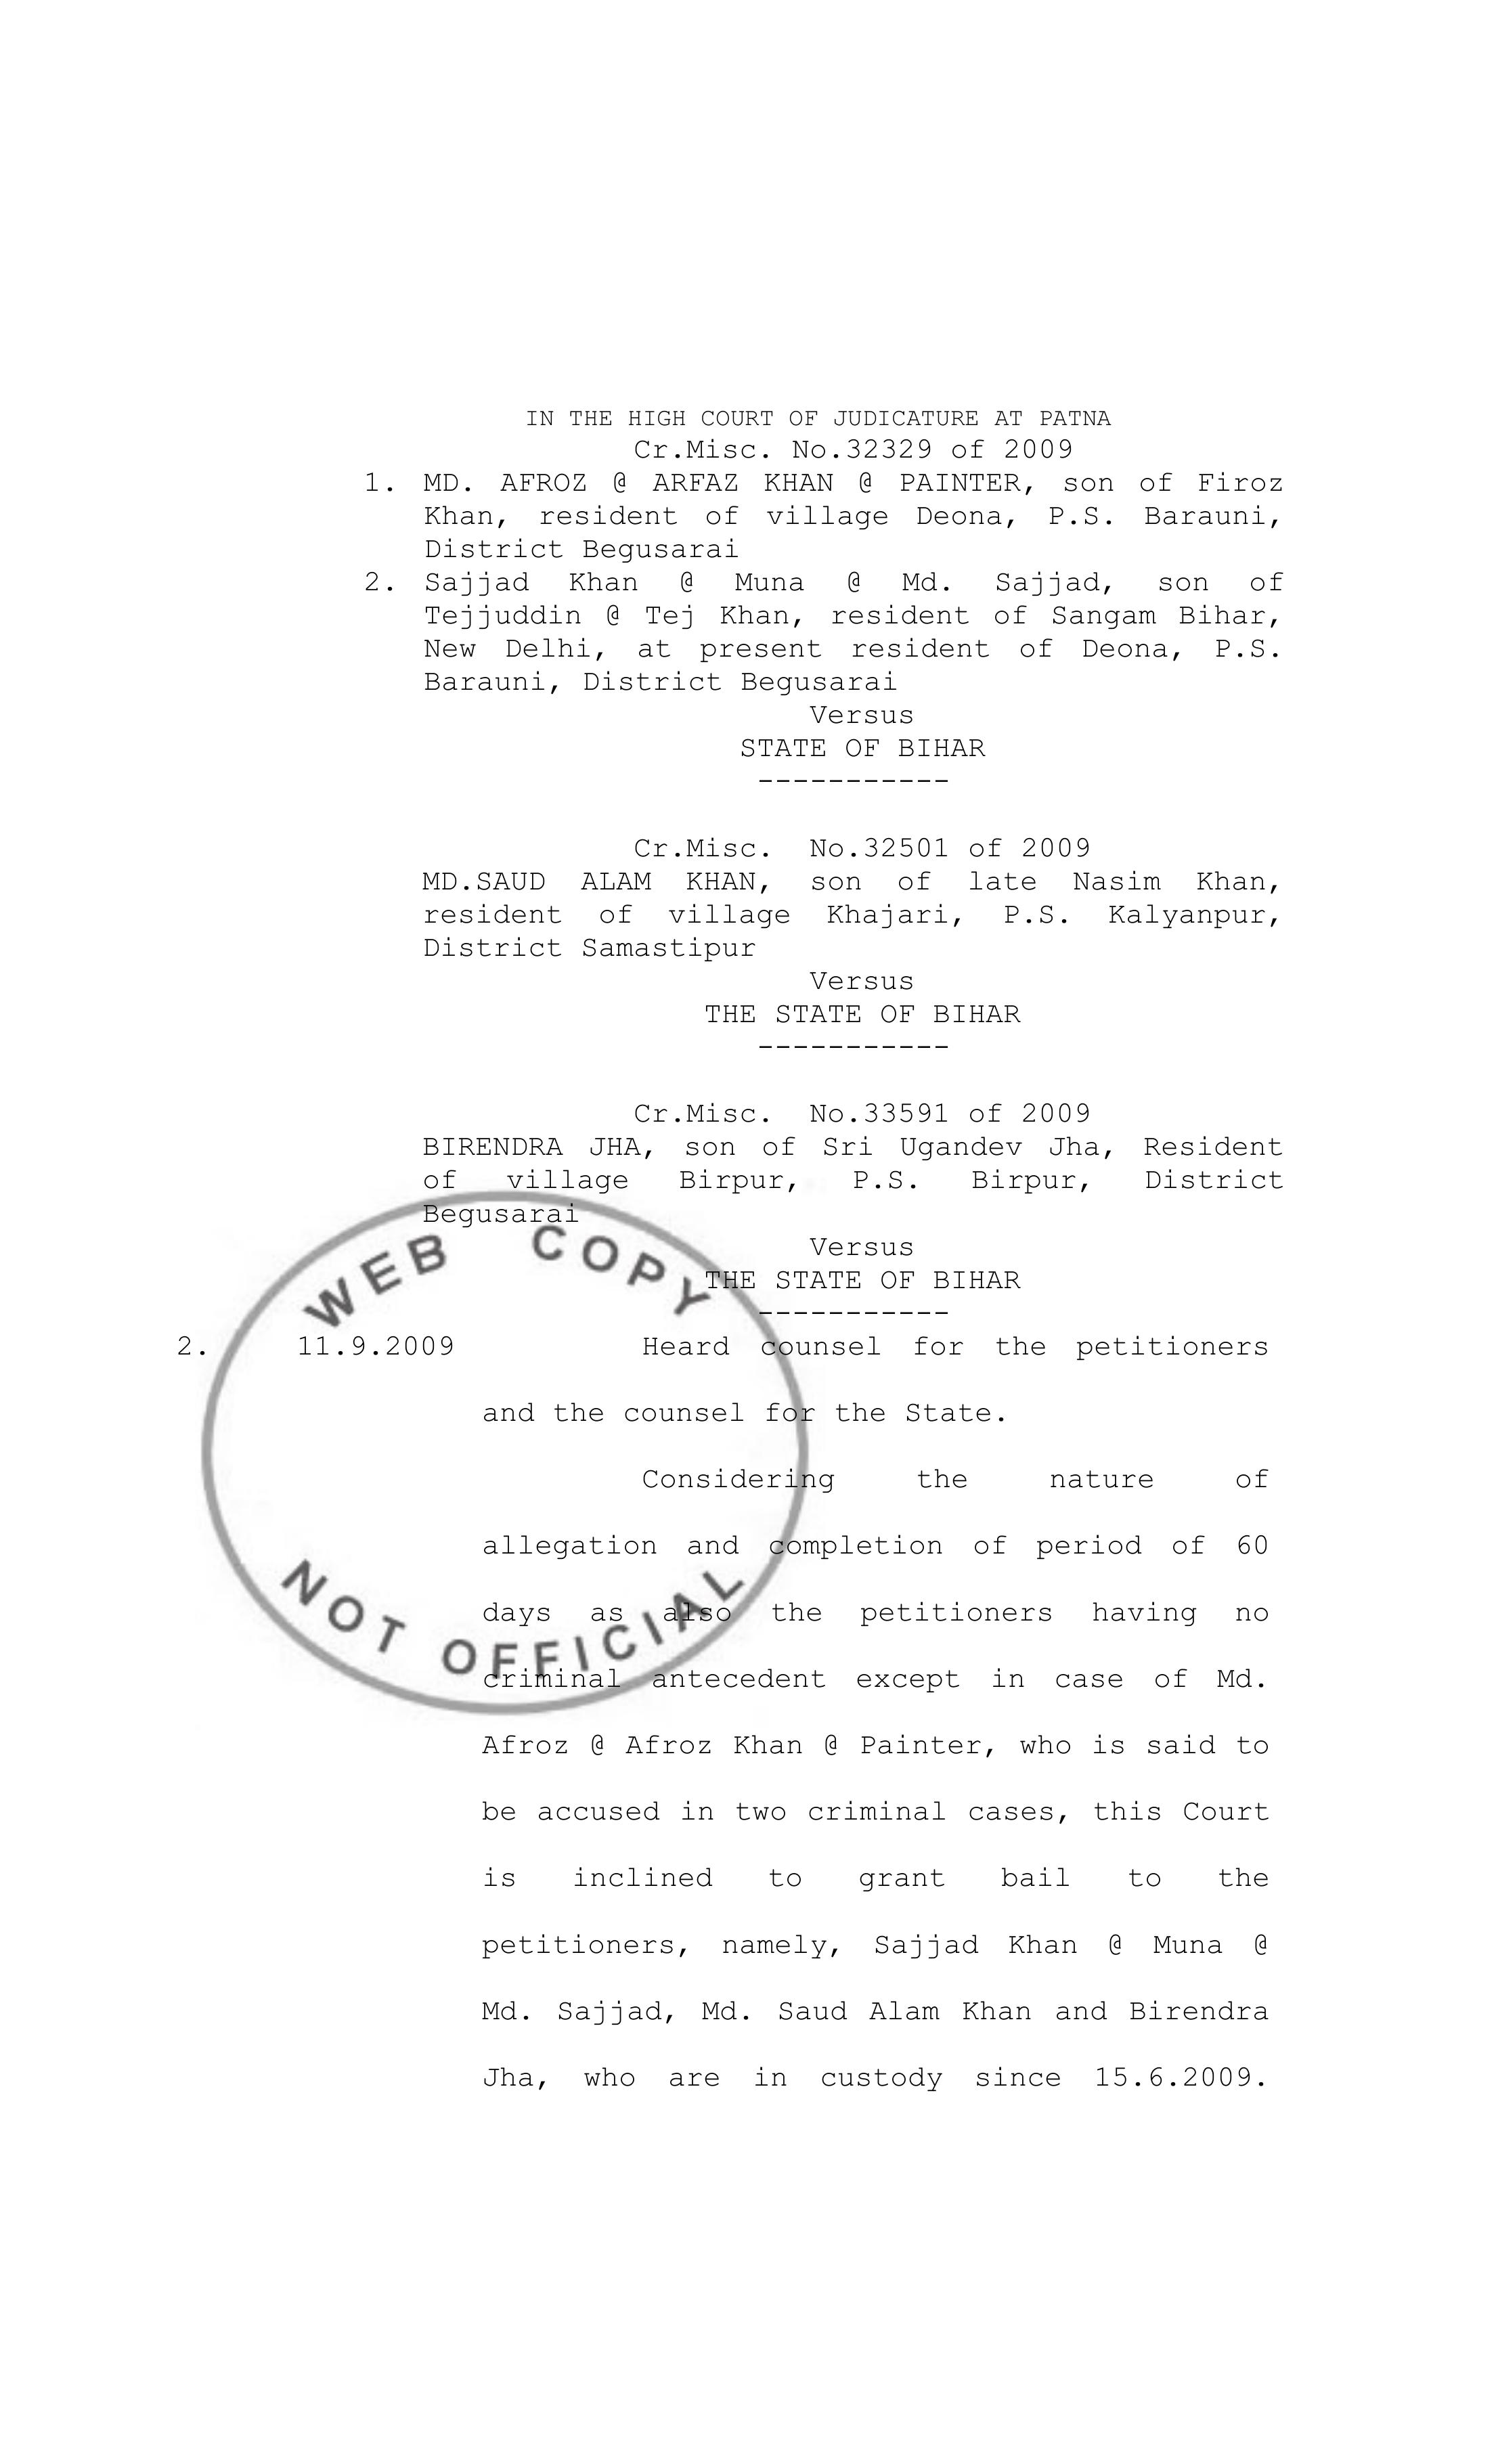 IN THE HIGH COURT OF JUDICATURE AT PATNA
Cr.Misc. No.32329 of 2009
1. MD. AFROZ @ ARFAZ KHAN @ PAINTER, son of Firoz
Khan, resident of village Deona, P.S. Barauni,
District Begusarai
2. Sajjad Khan @ Muna @ Md. Sajjad, son of
Tejjuddin @ Tej Khan, resident of Sangam Bihar,
New Delhi, at present resident of Deona, P.S.
Barauni, District Begusarai
Versus
STATE OF BIHAR
-----------
Cr.Misc. No.32501 of 2009
MD.SAUD ALAM KHAN, son of late Nasim Khan,
resident of village Khajari, P.S. Kalyanpur,
District Samastipur
Versus
THE STATE OF BIHAR
-----------
Cr.Misc. No.33591 of 2009
BIRENDRA JHA, son of Sri Ugandev Jha, Resident
of village Birpur, P.S. Birpur, District
Begusarai
Versus
THE STATE OF BIHAR
-----------
WEB COPY
NOT OFFICIAL
2. 11.9.2009 Heard counsel for the petitioners
and the counsel for the State.
Considering the nature of
allegation and completion of period of 60
days as also the petitioners having no
criminal antecedent except in case of Md.
Afroz @ Afroz Khan @ Painter, who is said to
be accused in two criminal cases, this Court
is inclined to grant bail to the
petitioners, namely, Sajjad Khan @ Muna @
Md. Sajjad, Md. Saud Alam Khan and Birendra
Jha, who are in custody since 15.6.2009.